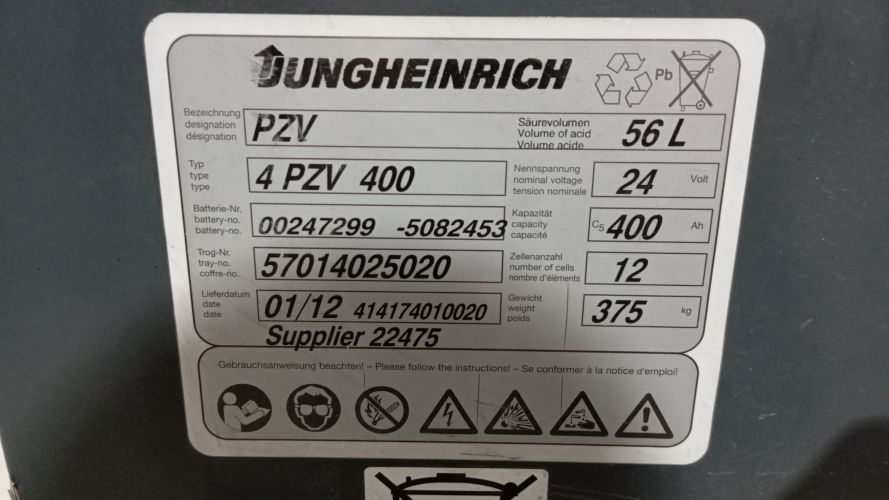 JUNGHEINRICH
Pb
Bezeichnung
designation
désignation
PZV
Säurevolumen
Volume of acid
Volume acide
56 L
Typ
type
type
4 PZV 400
Nennspannung
nominal voltage
tension nominale
24 Volt
Batterie-Nr.
battery-no.
battery-no.
00247299 -5082453
Kapazität
capacity
capacité
C5 400 Ah
Trog-Nr.
tray-no.
coffre-no.
57014025020
Zellenanzahl
number of cells
nombre d'éléments
12
Lieferdatum
date
date
01/12 414174010020
Gewicht
weight
poids
375 kg
Supplier 22475
Gebrauchsanweisung beachten! – Please follow the instructions! – Se conformer à la notice d'emploi!